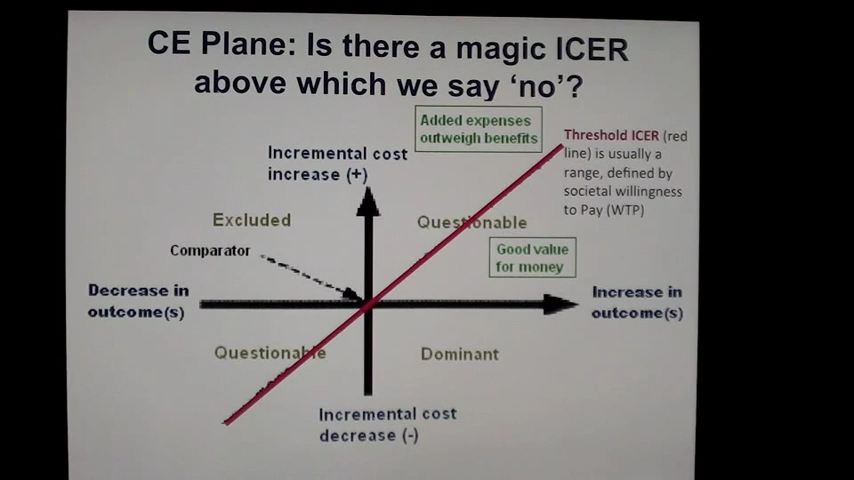 CE Plane: Is there a magic ICER
above which we say ‘no’?
Added expenses
outweigh benefits
Threshold ICER (red
line) is usually a
range, defined by
societal willingness
to Pay (WTP)
Incremental cost
increase (+)
Excluded
Questionable
Comparator
Good value
for money
Decrease in
outcome(s)
Increase in
outcome(s)
Questionable
Dominant
Incremental cost
decrease (-)